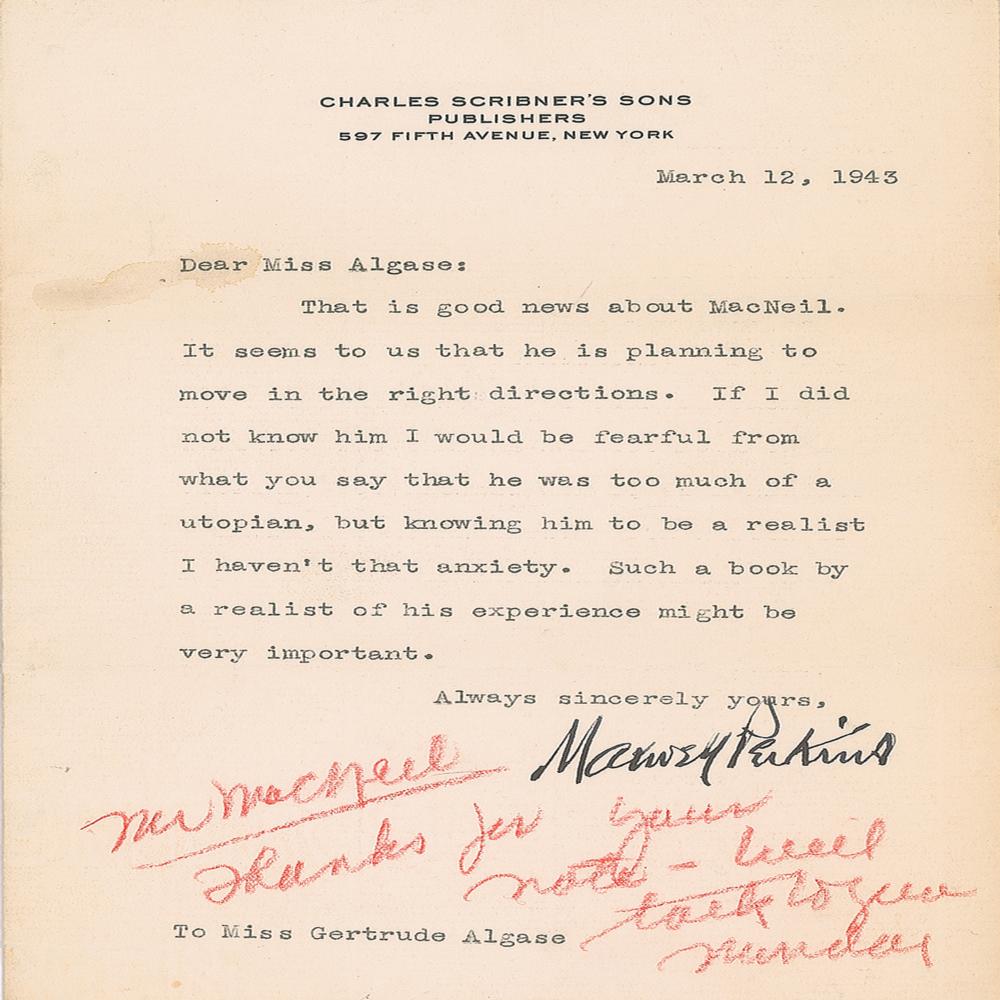 CHARLES SCRIBNER'S SONS
PUBLISHERS
597 FIFTH AVENUE, NEW YORK
March 12, 1943
Dear Miss Algase:
That is good news about MacNeil.
It seems to us that he is planning to
move in the right directions. If I did
not know him I would be fearful from
what you say that he was too much of a
utopian, but knowing him to be a realist
I haven't that anxiety. Such a book by
a realist of his experience might be
very important.
Always sincerely yours,
Maxwell Perkins
Mr MacNeil
Thanks for your
note - will
talk to you
Monday
To Miss Gertrude Algase